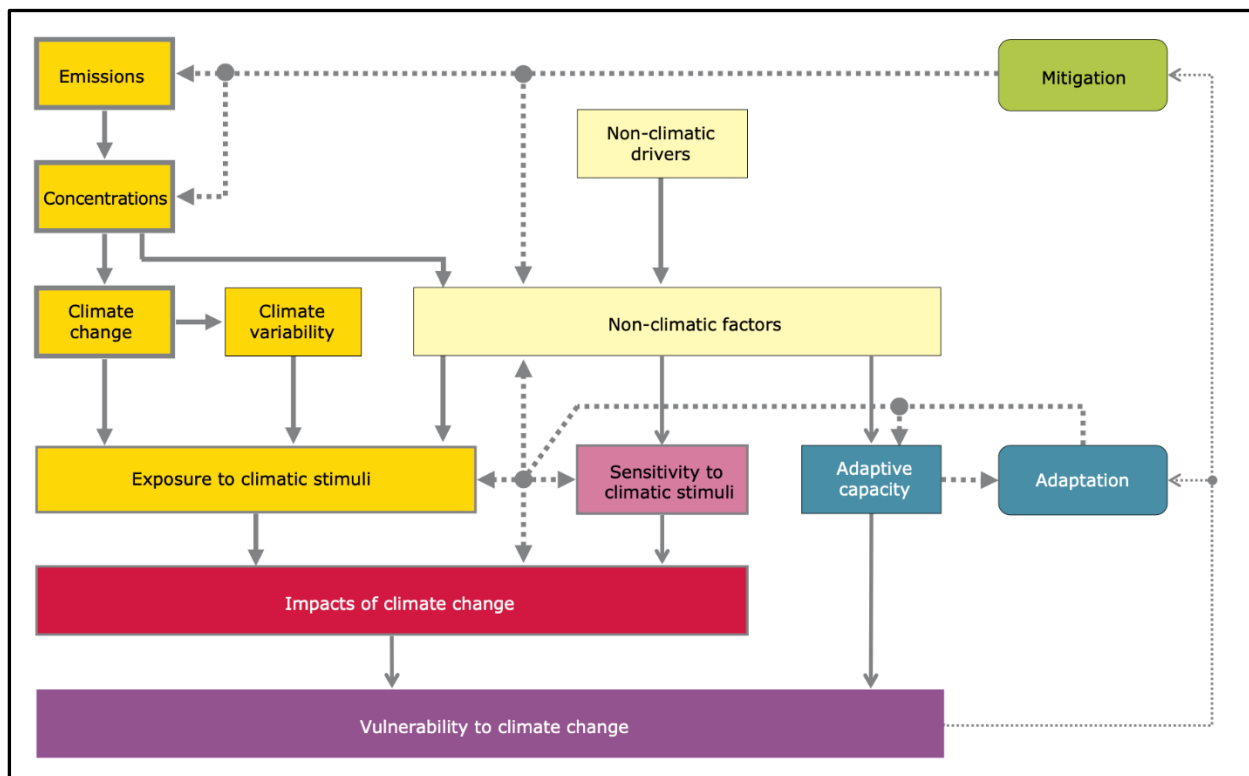 Emissions
Mitigation
Non-climatic
drivers
Concentrations
Climate
change
Climate
variability
Non-climatic factors
Exposure to climatic stimuli
Sensitivity to
climatic stimuli
Adaptive
capacity
Adaptation
Impacts of climate change
Vulnerability to climate change